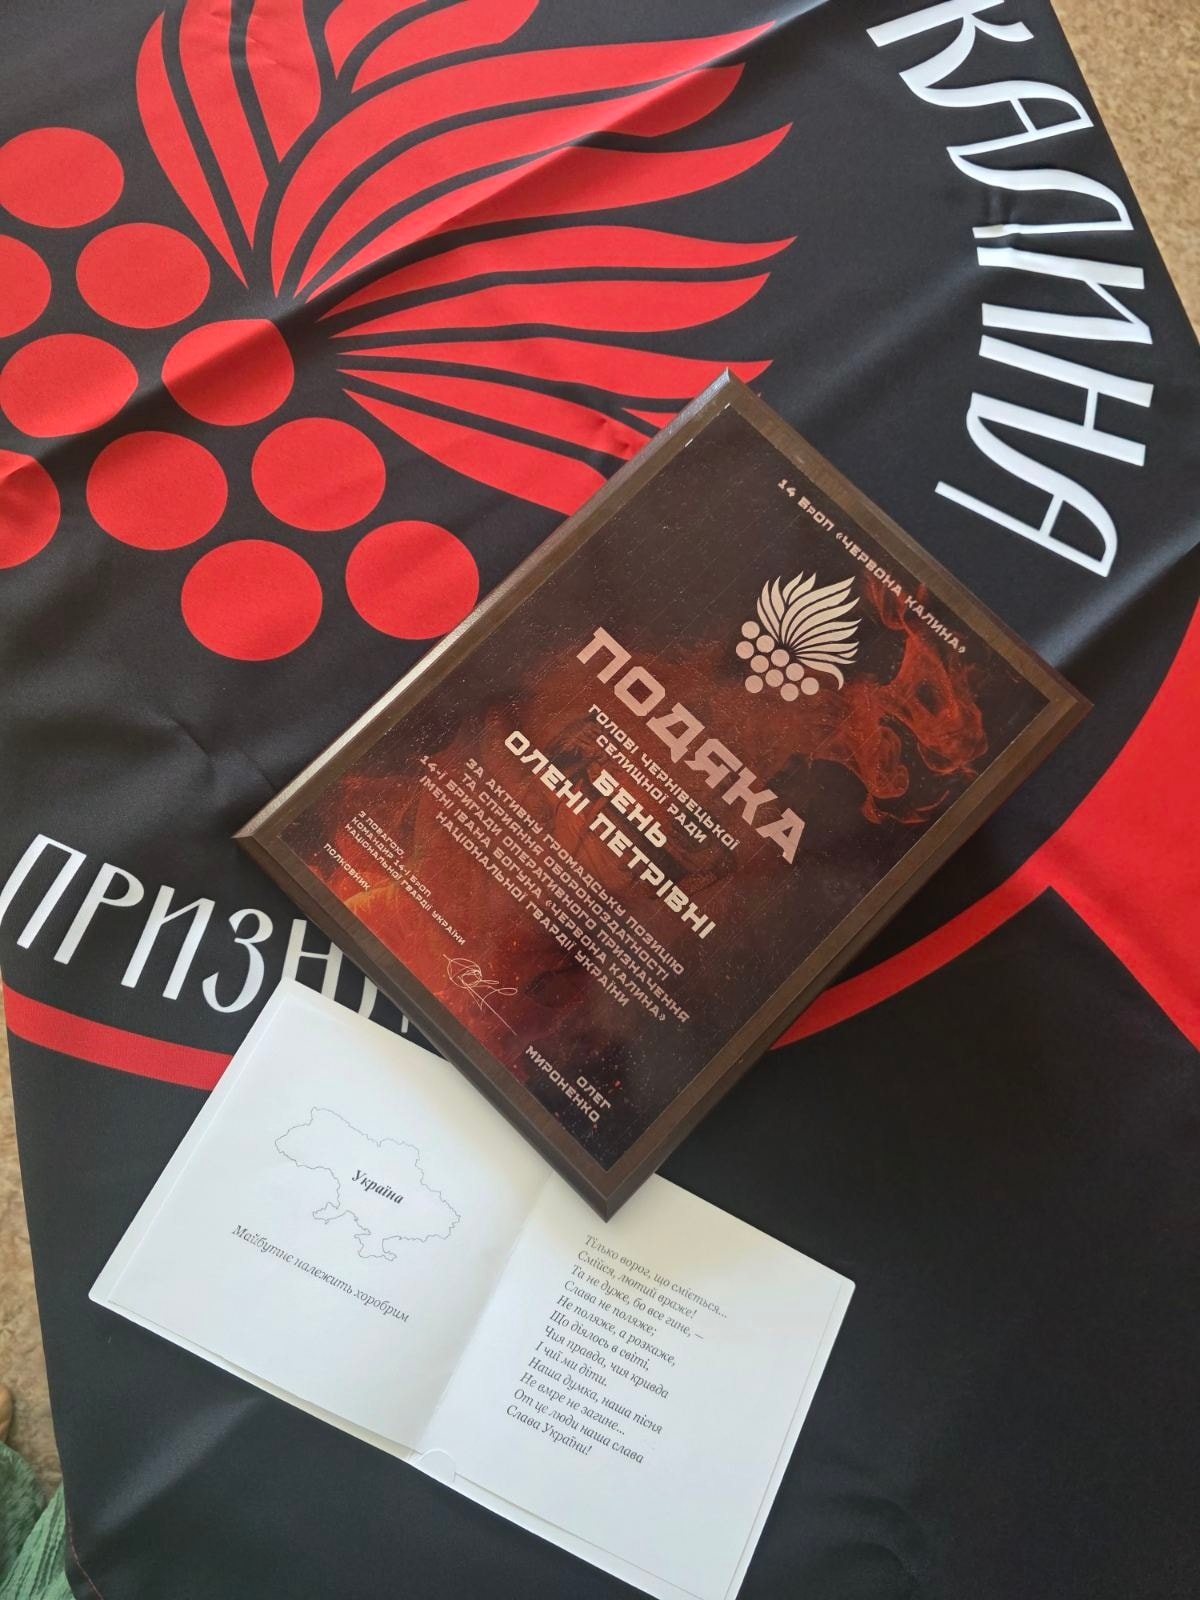 КАЛИНА
ПРИЗН
14 БРОП «ЧЕРВОНА КАЛИНА»
ПОДЯКА
ГОЛОВІ ЧЕРНІВЕЦЬКОЇ
СЕЛИЩНОЇ РАДИ
БЕНЬ
ОЛЕНІ ПЕТРІВНІ
ЗА АКТИВНУ ГРОМАДСЬКУ ПОЗИЦІЮ
ТА СПРИЯННЯ ОБОРОНОЗДАТНОСТІ
14-Ї БРИГАДИ ОПЕРАТИВНОГО ПРИЗНАЧЕННЯ
ІМЕНІ ІВАНА БОГУНА «ЧЕРВОНА КАЛИНА»
НАЦІОНАЛЬНОЇ ГВАРДІЇ УКРАЇНИ
З ПОВАГОЮ:
КОМАНДИР 14-Ї БРОП
НАЦІОНАЛЬНОЇ ГВАРДІЇ УКРАЇНИ
ПОЛКОВНИК
ОЛЕГ
МИРОНЕНКО
Україна
Майбутнє належить хоробрим
Тілько ворог, що сміється...
Смійся, лютий враже!
Та не дуже, бо все гине, —
Слава не поляже;
Не поляже, а розкаже,
Що діялось в світі,
Чия правда, чия кривда
І чиї ми діти.
Наша думка, наша пісня
Не вмре не загине...
От це люди наша слава
Слава України!